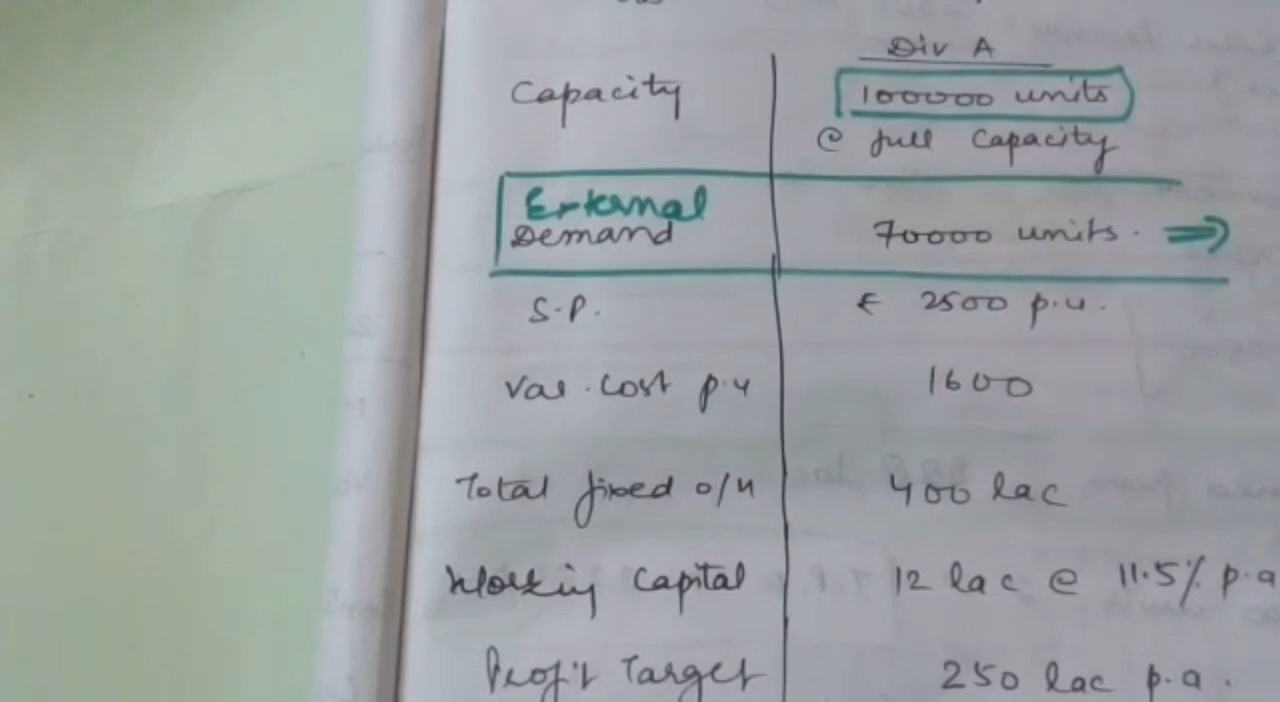 Div A
Capacity 100000 units
@ full capacity
External
Demand 70000 units.
S.P. ₹ 2500 p.u.
Var. cost p.u 1600
Total fixed o/h 400 lac
Working Capital 12 lac @ 11.5% p.a
Profit Target 250 lac p.a.